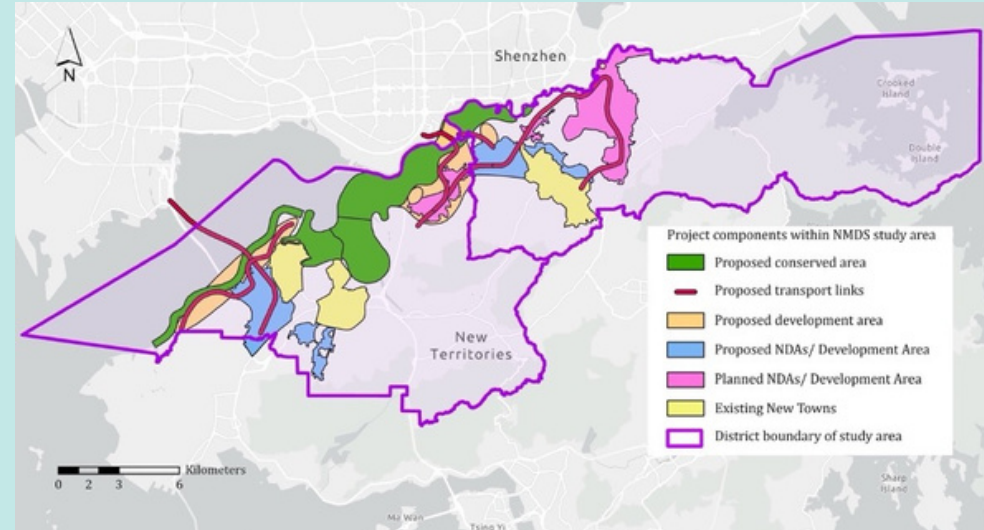 N
Shenzhen
Crooked
Island
Double
Island
New
Territories
Project components within NMDS study area
Proposed conserved area
Proposed transport links
Proposed development area
Proposed NDAs/ Development Area
Planned NDAs/ Development Area
Existing New Towns
District boundary of study area
Kilometers
0 2 3 6
Sharp
Island
Ma Wan
Tsing Yi